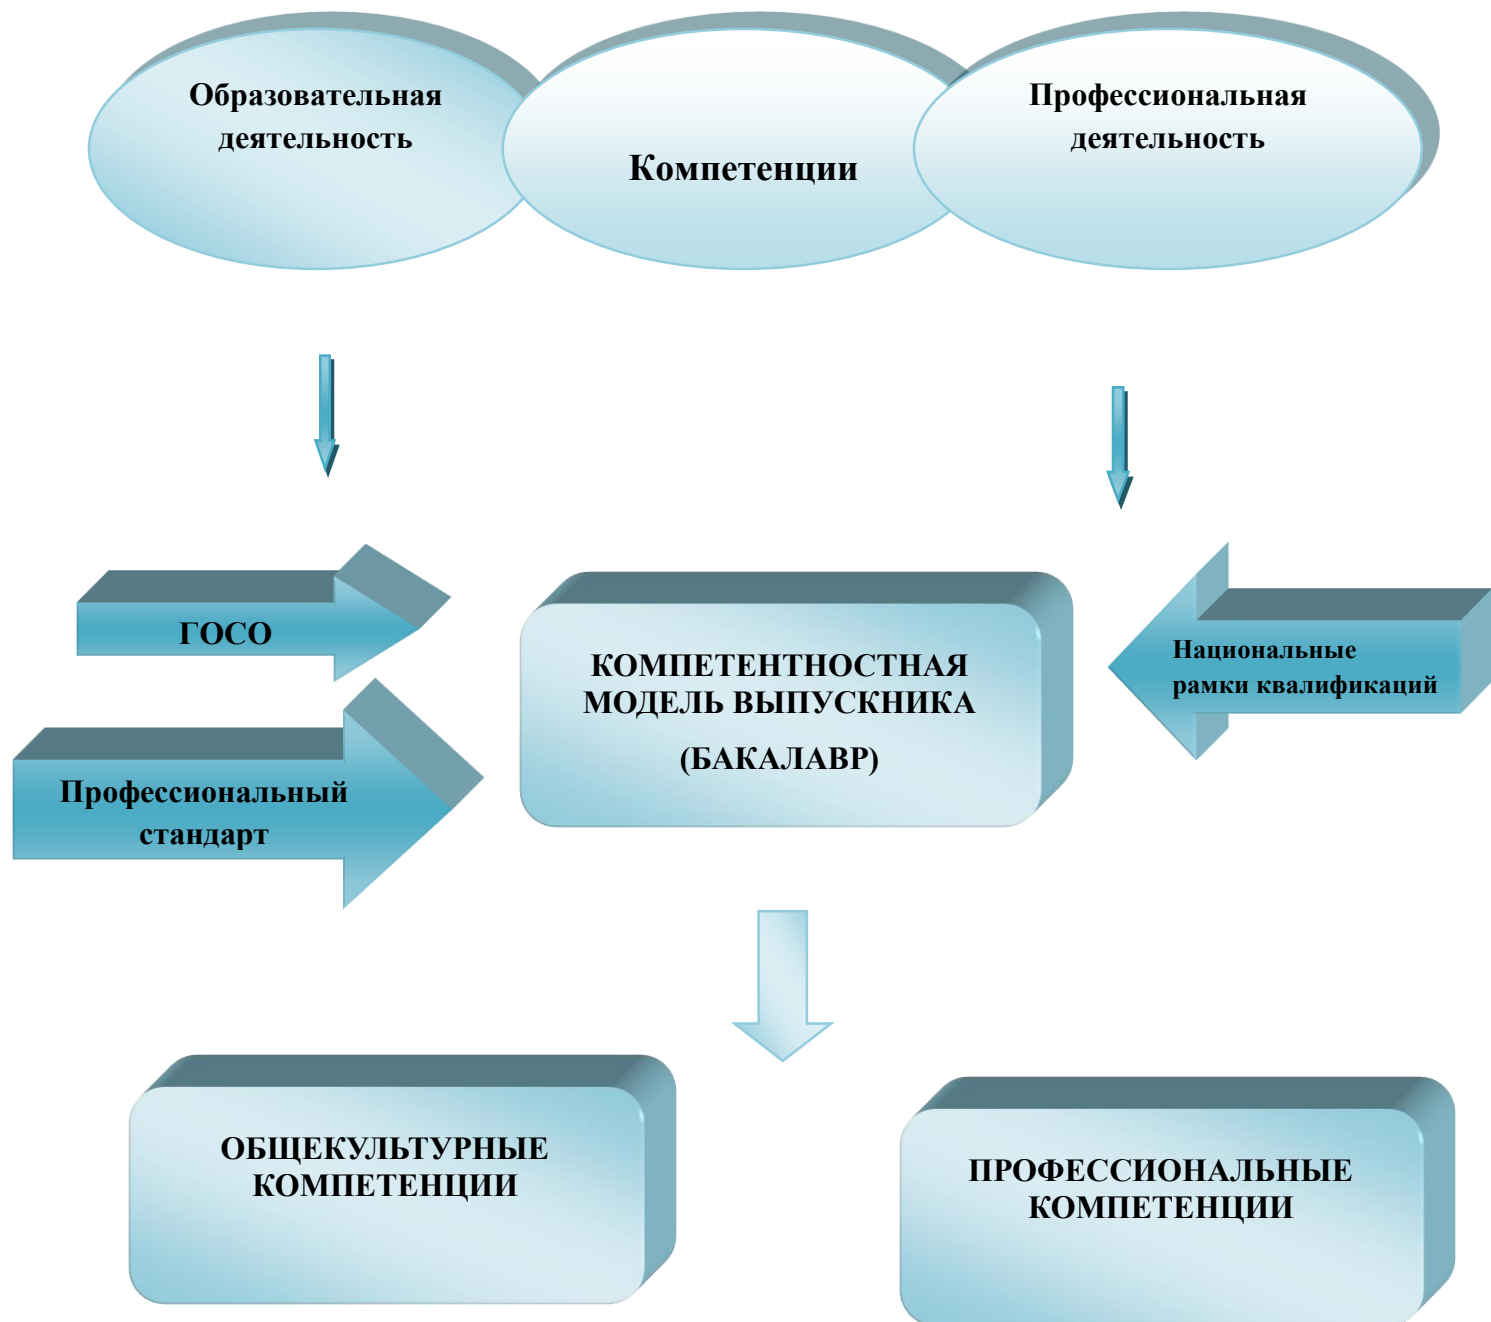 Образовательная
деятельность
Компетенции
Профессиональная
деятельность
ГОСО
Профессиональный
стандарт
КОМПЕТЕНТНОСТНАЯ
МОДЕЛЬ ВЫПУСКНИКА
(БАКАЛАВР)
Национальные
рамки квалификаций
ОБЩЕКУЛЬТУРНЫЕ
КОМПЕТЕНЦИИ
ПРОФЕССИОНАЛЬНЫЕ
КОМПЕТЕНЦИИ